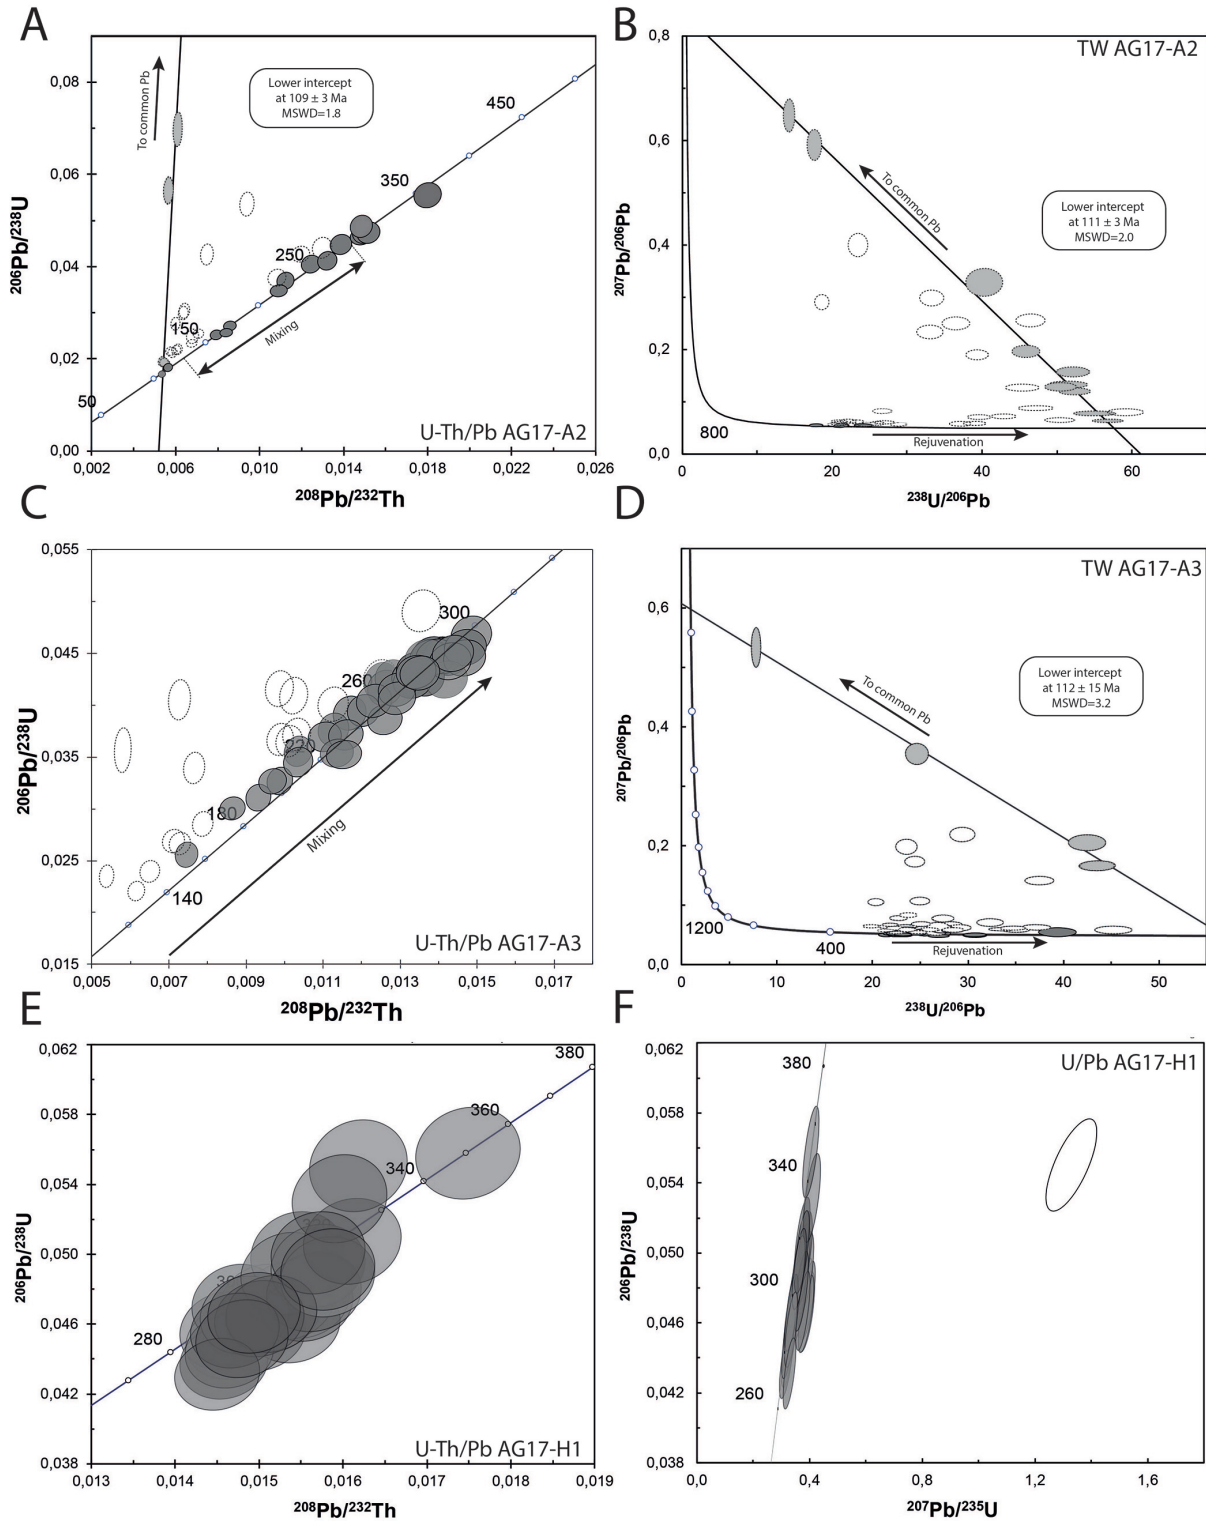 A
0,08
0,06
0,04
0,02
0,00
206Pb/238U
To common Pb
Lower intercept
at 109 ± 3 Ma
MSWD=1.8
450
350
250
150
50
Mixing
U-Th/Pb AG17-A2
0,002 0,006 0,010 0,014 0,018 0,022 0,026
208Pb/232Th
B
TW AG17-A2
0,8
0,6
0,4
0,2
0,0
207Pb/206Pb
To common Pb
Lower intercept
at 111 ± 3 Ma
MSWD=2.0
800
Rejuvenation
0 20 40 60
238U/206Pb
C
0,055
0,045
0,035
0,025
0,015
206Pb/238U
300
260
220
180
140
Mixing
U-Th/Pb AG17-A3
0,005 0,007 0,009 0,011 0,013 0,015 0,017
208Pb/232Th
D
TW AG17-A3
0,6
0,4
0,2
0,0
207Pb/206Pb
To common Pb
Lower intercept
at 112 ± 15 Ma
MSWD=3.2
1200
400
Rejuvenation
0 10 20 30 40 50
238U/206Pb
E
0,062
0,058
0,054
0,050
0,046
0,042
0,038
206Pb/238U
380
360
340
280
U-Th/Pb AG17-H1
0,013 0,014 0,015 0,016 0,017 0,018 0,019
208Pb/232Th
F
U/Pb AG17-H1
0,062
0,058
0,054
0,050
0,046
0,042
0,038
206Pb/238U
380
340
300
260
0,0 0,4 0,8 1,2 1,6
207Pb/235U